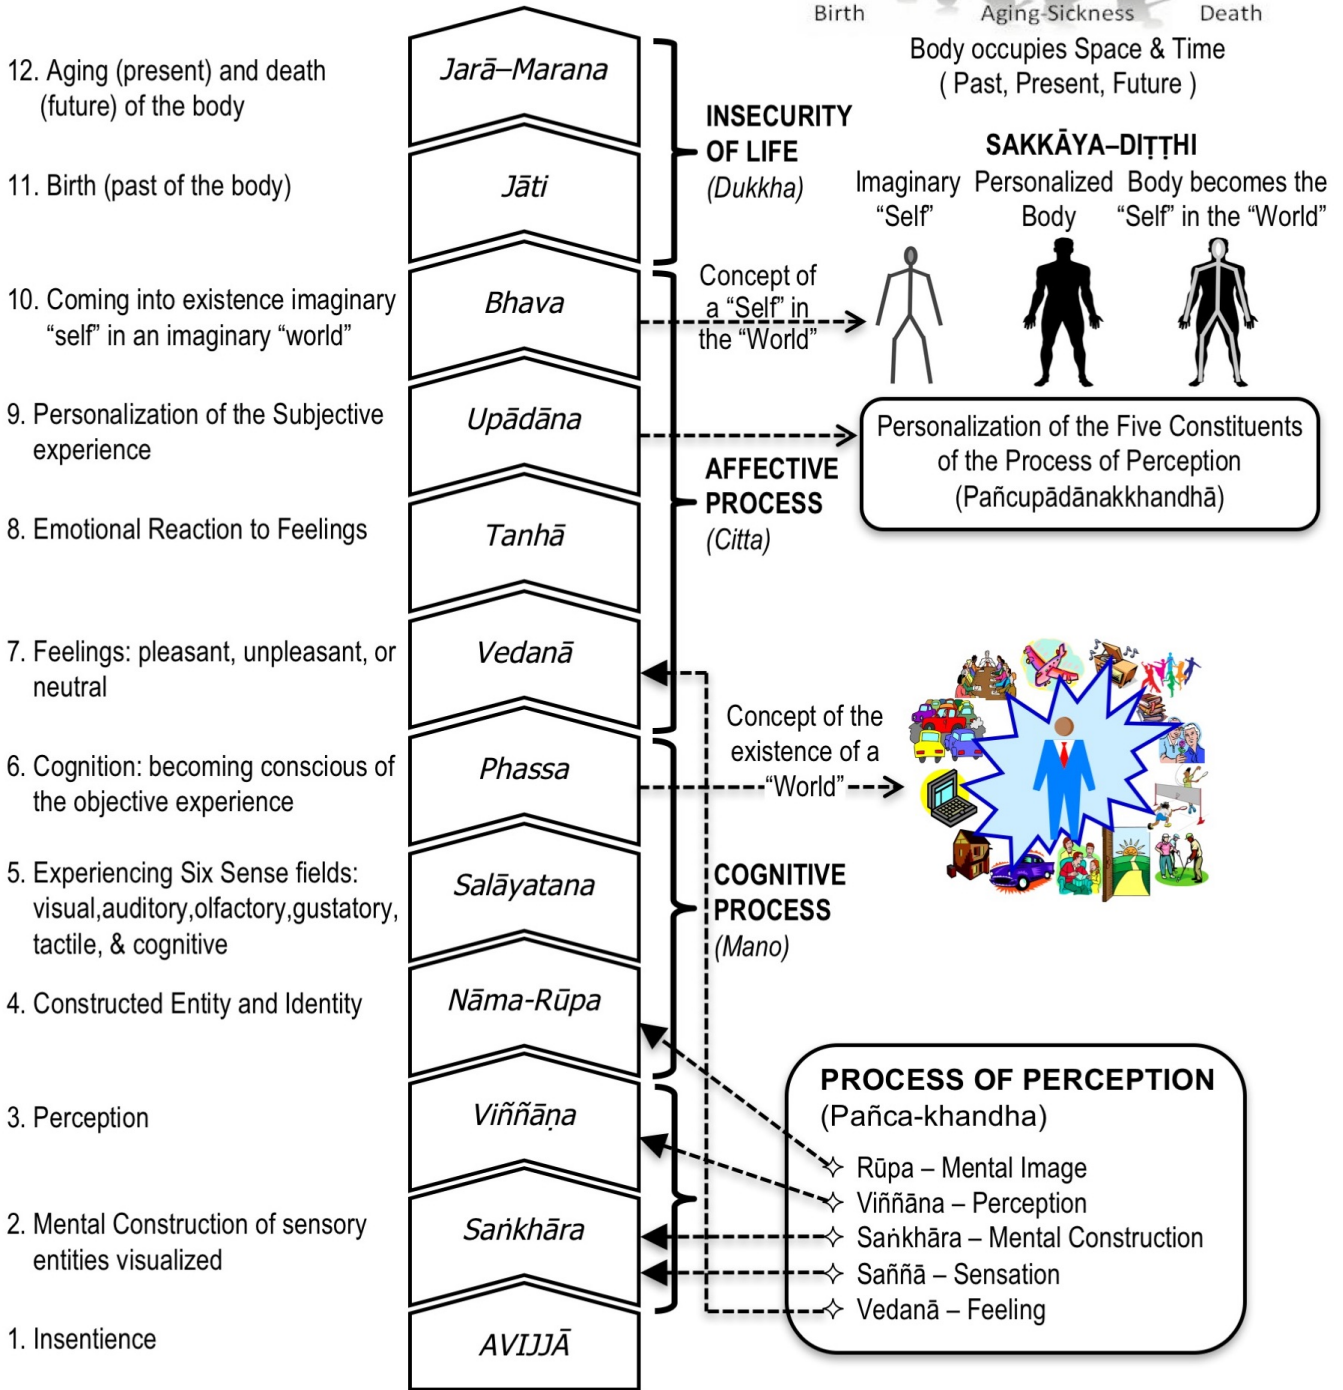 Birth Aging-Sickness Death
Body occupies Space & Time
( Past, Present, Future )
SAKKĀYA–DIṬṬHI
Imaginary Personalized Body becomes the
“Self” Body “Self” in the “World”
12. Aging (present) and death
(future) of the body
Jarā–Marana
INSECURITY
OF LIFE
(Dukkha)
11. Birth (past of the body)
Jāti
10. Coming into existence imaginary
“self” in an imaginary “world”
Bhava
Concept of
a “Self” in
the “World”
9. Personalization of the Subjective
experience
Upādāna
Personalization of the Five Constituents
of the Process of Perception
(Pañcupādānakkhandhā)
AFFECTIVE
PROCESS
(Citta)
8. Emotional Reaction to Feelings
Tanhā
7. Feelings: pleasant, unpleasant, or
neutral
Vedanā
6. Cognition: becoming conscious of
the objective experience
Phassa
Concept of the
existence of a
“World”
5. Experiencing Six Sense fields:
visual,auditory,olfactory,gustatory,
tactile, & cognitive
Salāyatana
COGNITIVE
PROCESS
(Mano)
4. Constructed Entity and Identity
Nāma-Rūpa
3. Perception
Viññāṇa
2. Mental Construction of sensory
entities visualized
Saṅkhāra
1. Insentience
AVIJJĀ
PROCESS OF PERCEPTION
(Pañca-khandha)
Rūpa – Mental Image
Viññāna – Perception
Saṅkhāra – Mental Construction
Saññā – Sensation
Vedanā – Feeling